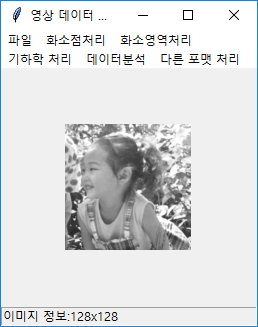 영상 데이터 ...
파일 화소점처리 화소영역처리
기하학 처리 데이터분석 다른 포맷 처리
이미지 정보:128x128